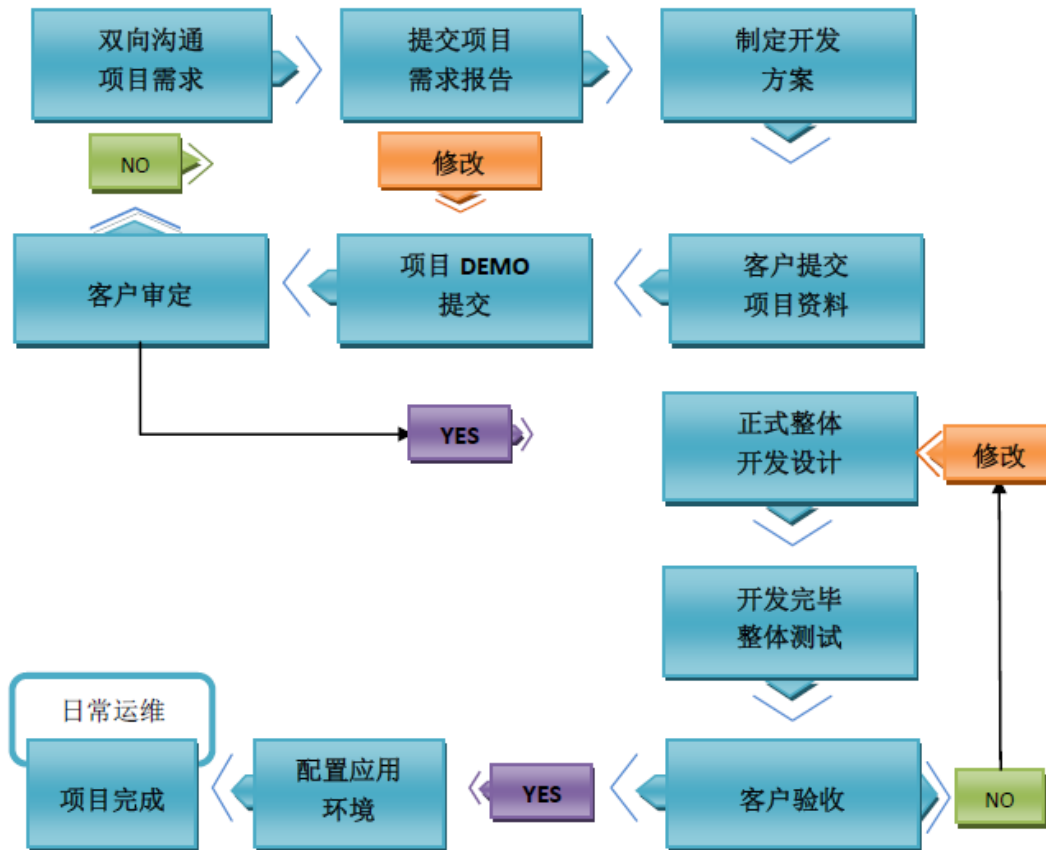 双向沟通
项目需求
提交项目
需求报告
制定开发
方案
NO
修改
客户审定
项目 DEMO
提交
客户提交
项目资料
YES
正式整体
开发设计
修改
开发完毕
整体测试
日常运维
项目完成
配置应用
环境
YES
客户验收
NO